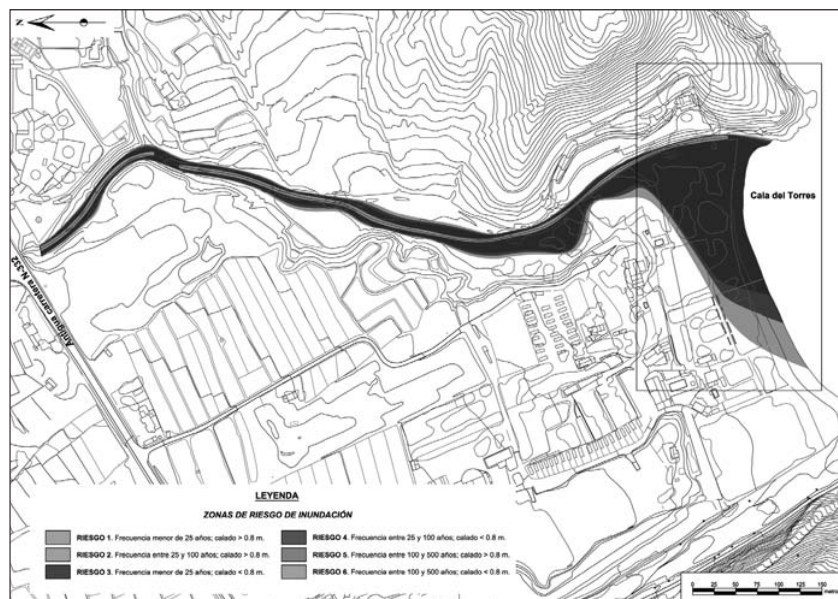 N
Cala del Torres
Antigua carretera N-332
LEYENDA
ZONAS DE RIESGO DE INUNDACIÓN
RIESGO 1. Frecuencia menor de 25 años; calado > 0.8 m.
RIESGO 2. Frecuencia entre 25 y 100 años; calado > 0.8 m.
RIESGO 3. Frecuencia menor de 25 años; calado < 0.8 m.
RIESGO 4. Frecuencia entre 25 y 100 años; calado < 0.8 m.
RIESGO 5. Frecuencia entre 100 y 500 años; calado > 0.8 m.
RIESGO 6. Frecuencia entre 100 y 500 años; calado < 0.8 m.
0 25 50 75 100 125 150
metros